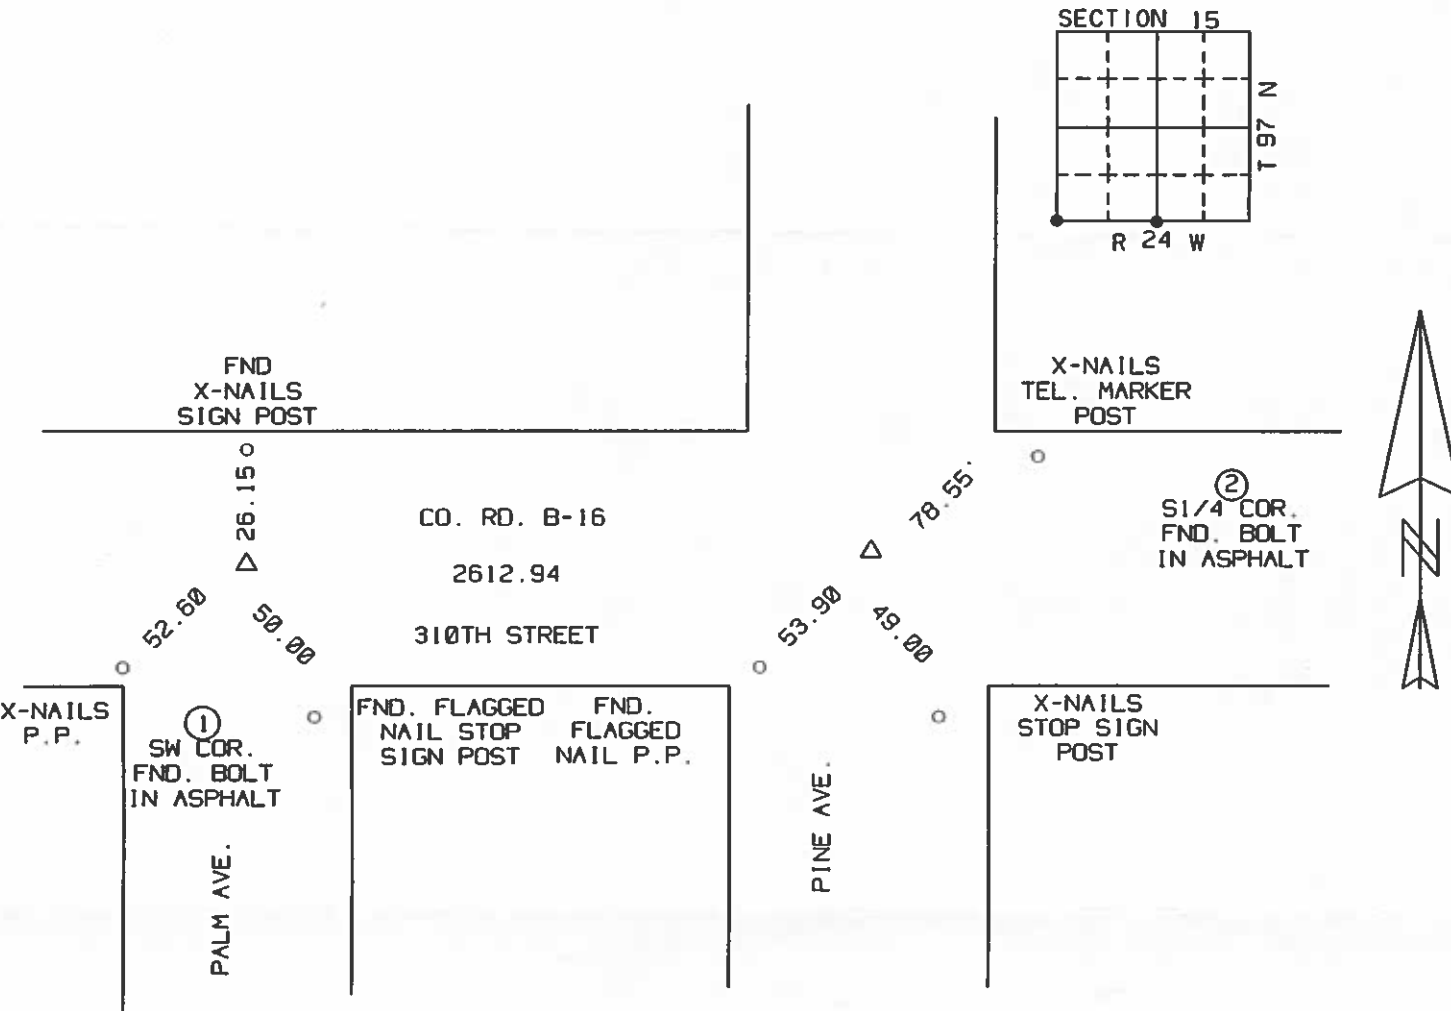 SECTION 15
T 97 N
R 24 W
FND
X-NAILS
SIGN POST
X-NAILS
TEL. MARKER
POST
26.15
CO. RD. B-16
78.55'
2
S1/4 COR.
FND. BOLT
IN ASPHALT
N
2612.94
52.60
50.00
310TH STREET
53.90
49.00
X-NAILS
P.P.
1
SW COR.
FND. BOLT
IN ASPHALT
FND. FLAGGED
NAIL STOP
SIGN POST
FND.
FLAGGED
NAIL P.P.
X-NAILS
STOP SIGN
POST
PALM AVE.
PINE AVE.